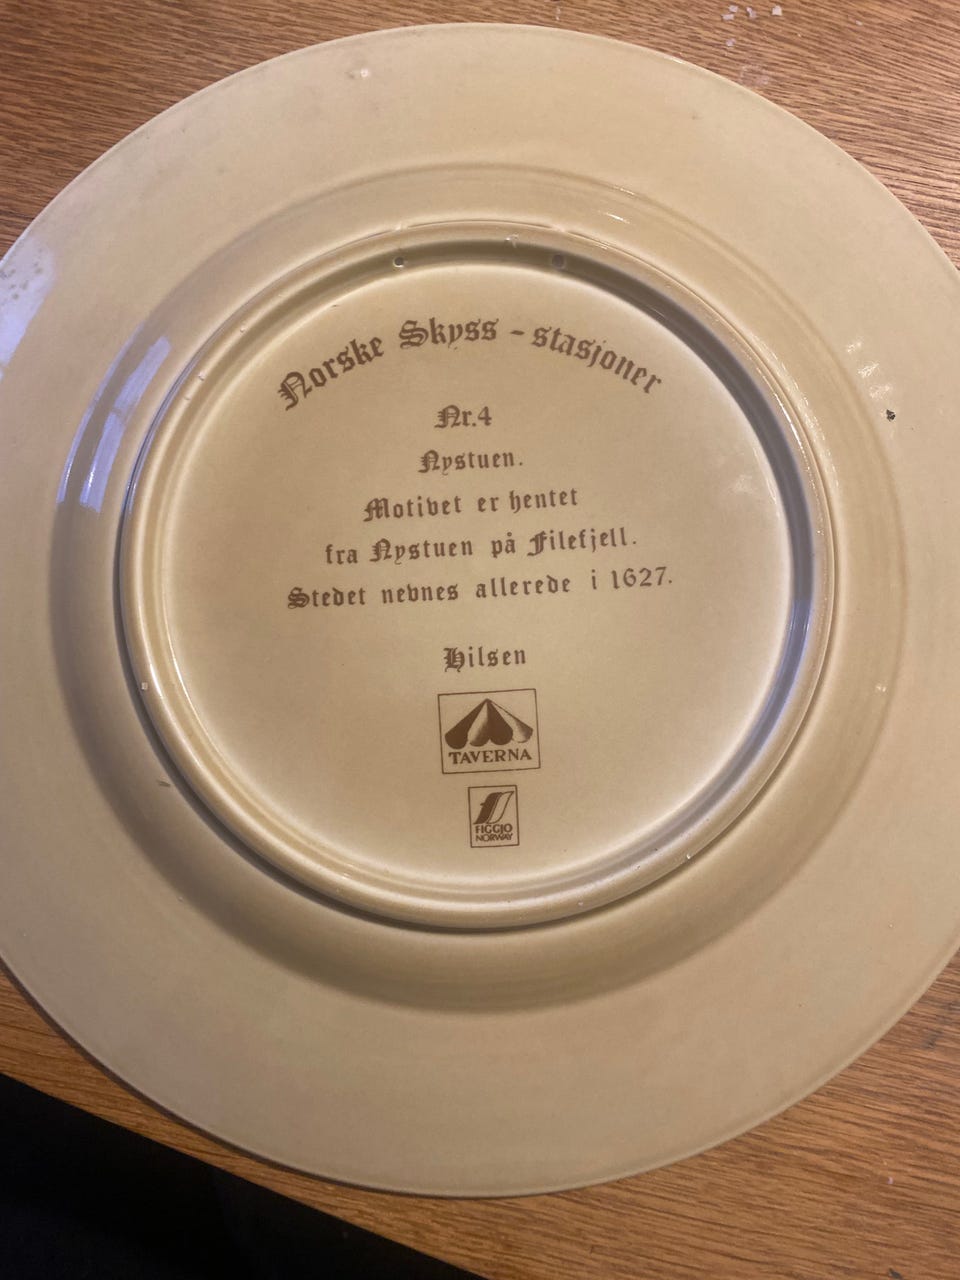 Norske Skyss - stasjoner
Nr.4
Nystuen.
Motivet er hentet
fra Nystuen på Filefjell.
Stedet nevnes allerede i 1627.
Hilsen
TAVERNA
FIGGJO
NORWAY